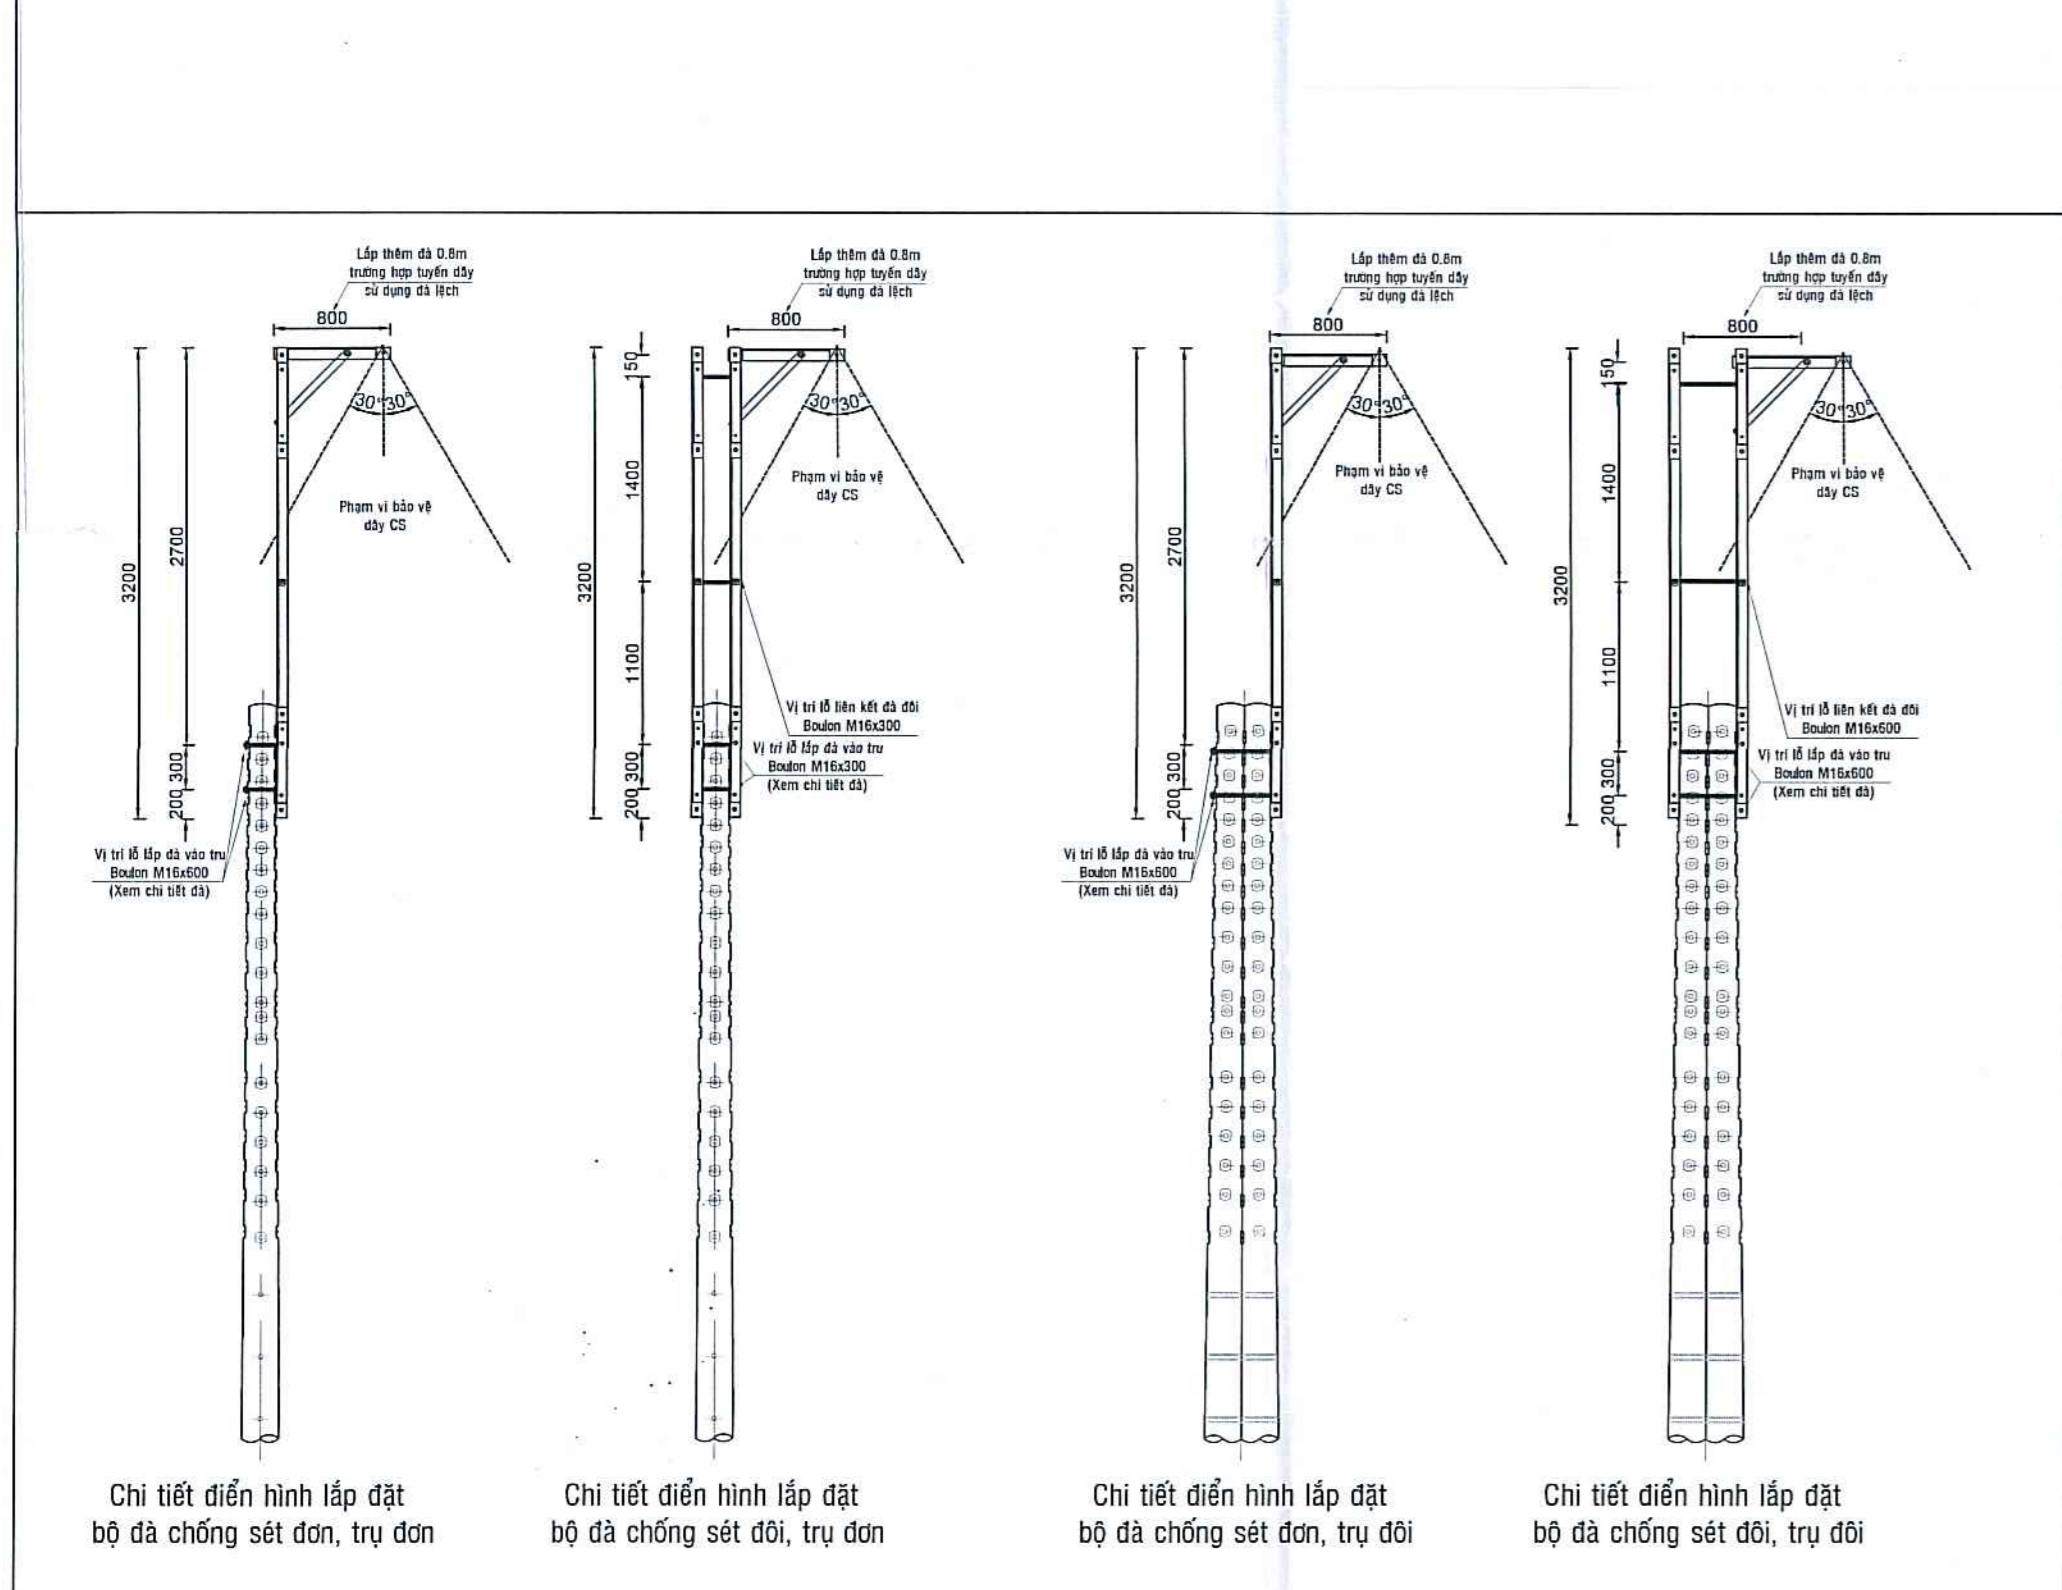 Lắp thêm đà 0.8m
trường hợp tuyến dây
sử dụng đà lệch
800
3200
2700
300
200
30°
30°
Phạm vi bảo vệ
dây CS
Vị trí lỗ lắp đà vào trụ
Boulon M16x600
(Xem chi tiết đà)
Chi tiết điển hình lắp đặt
bộ đà chống sét đơn, trụ đơn
Lắp thêm đà 0.8m
trường hợp tuyến dây
sử dụng đà lệch
800
3200
150
1400
1100
300
200
30°
30°
Phạm vi bảo vệ
dây CS
Vị trí lỗ liên kết đà đôi
Boulon M16x300
Vị trí lỗ lắp đà vào trụ
Boulon M16x300
(Xem chi tiết đà)
Chi tiết điển hình lắp đặt
bộ đà chống sét đôi, trụ đơn
Lắp thêm đà 0.8m
trường hợp tuyến dây
sử dụng đà lệch
800
3200
2700
300
200
30°
30°
Phạm vi bảo vệ
dây CS
Vị trí lỗ lắp đà vào trụ
Boulon M16x600
(Xem chi tiết đà)
Chi tiết điển hình lắp đặt
bộ đà chống sét đơn, trụ đôi
Lắp thêm đà 0.8m
trường hợp tuyến dây
sử dụng đà lệch
800
3200
150
1400
1100
300
200
30°
30°
Phạm vi bảo vệ
dây CS
Vị trí lỗ liên kết đà đôi
Boulon M16x600
Vị trí lỗ lắp đà vào trụ
Boulon M16x600
(Xem chi tiết đà)
Chi tiết điển hình lắp đặt
bộ đà chống sét đôi, trụ đôi